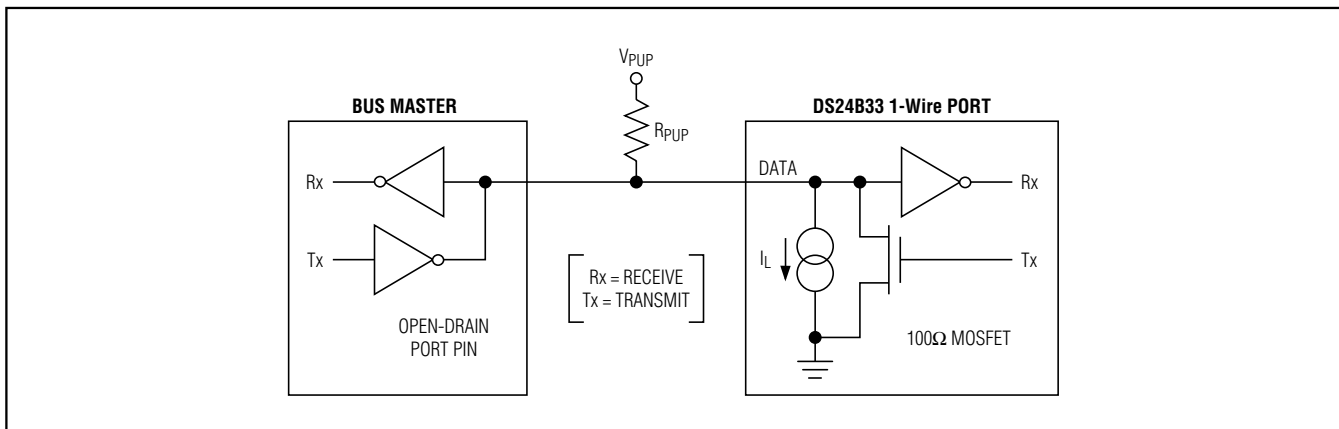 VPUP
BUS MASTER
DS24B33 1-Wire PORT
RPUP
Rx
DATA
Rx
Tx
IL
Tx
Rx = RECEIVE
Tx = TRANSMIT
OPEN-DRAIN
PORT PIN
100Ω MOSFET